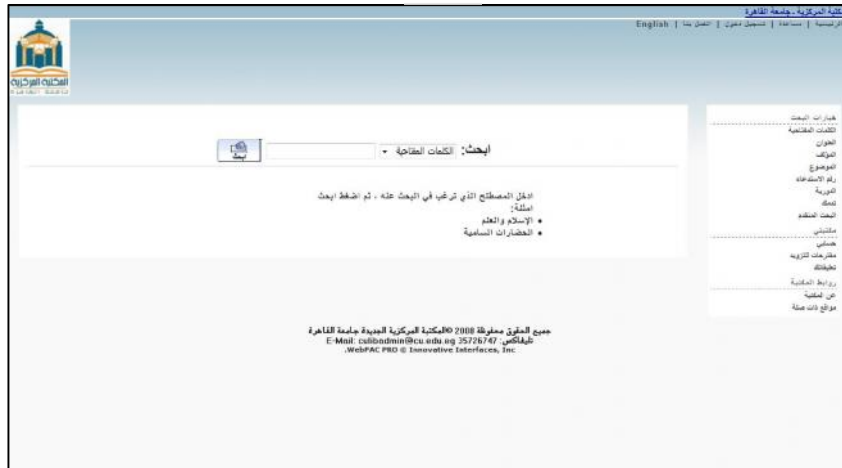 المكتبة المركزية ـ جامعة القاهرة
الرئيسية | مساعدة | تسجيل دخول | اتصل بنا | English
المكتبة المركزية
ابحث: الكلمات المفتاحية
ابحث
ادخل المصطلح الذي ترغب في البحث عنه ، ثم اضغط ابحث
امثلة:
• الإسلام والعلم
• الحضارات السامية
خيارات البحث
الكلمات المفتاحية
العنوان
المؤلف
الموضوع
رقم الاستدعاء
الدورية
تدمك
البحث المتقدم
مكتبتي
حسابي
مقترحات للتزويد
تعليقاتك
روابط المكتبة
عن المكتبة
مواقع ذات صلة
جميع الحقوق محفوظة 2008 ©المكتبة المركزية الجديدة جامعة القاهرة
تليفاكس: 35726747 E-Mail: culibadmin@cu.edu.eg
WebPAC PRO © Innovative Interfaces, Inc.